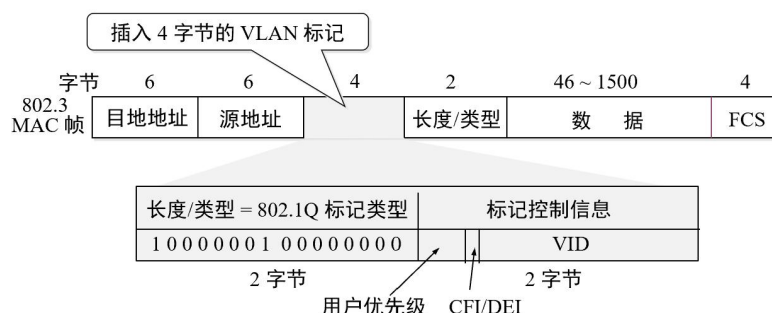 插入 4 字节的 VLAN 标记
字节 6 6 4 2 46 ~ 1500 4
802.3
MAC 帧 目地地址 源地址 长度/类型 数 据 FCS
长度/类型 = 802.1Q 标记类型 标记控制信息
1 0 0 0 0 0 0 1 0 0 0 0 0 0 0 0 VID
2 字节 2 字节
用户优先级 CFI/DEI